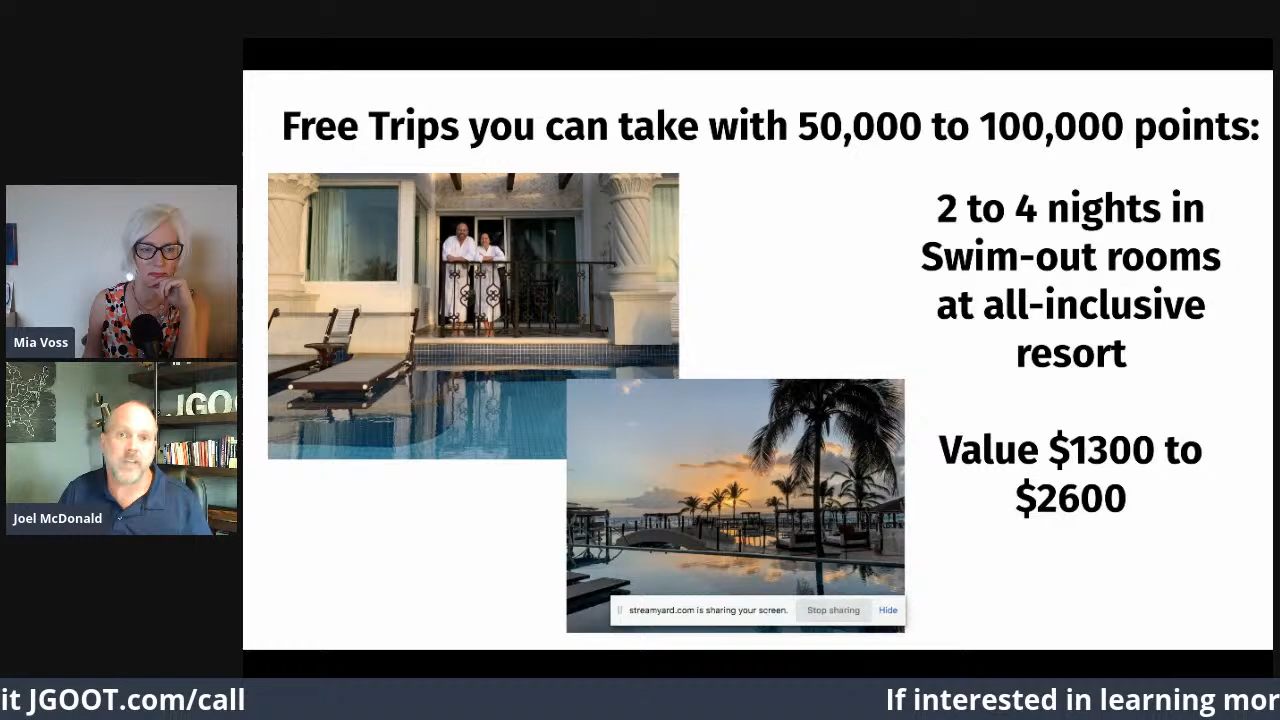 Free Trips you can take with 50,000 to 100,000 points:
2 to 4 nights in
Swim-out rooms
at all-inclusive
resort
Value $1300 to
$2600
Mia Voss
JGO
Joel McDonald
streamyard.com is sharing your screen. Stop sharing Hide
it JGOOT.com/call
If interested in learning mor